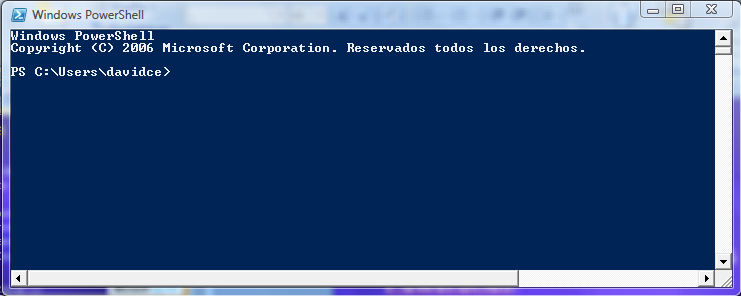 Windows PowerShell
Windows PowerShell
Copyright (C) 2006 Microsoft Corporation. Reservados todos los derechos.
PS C:\Users\davidce>